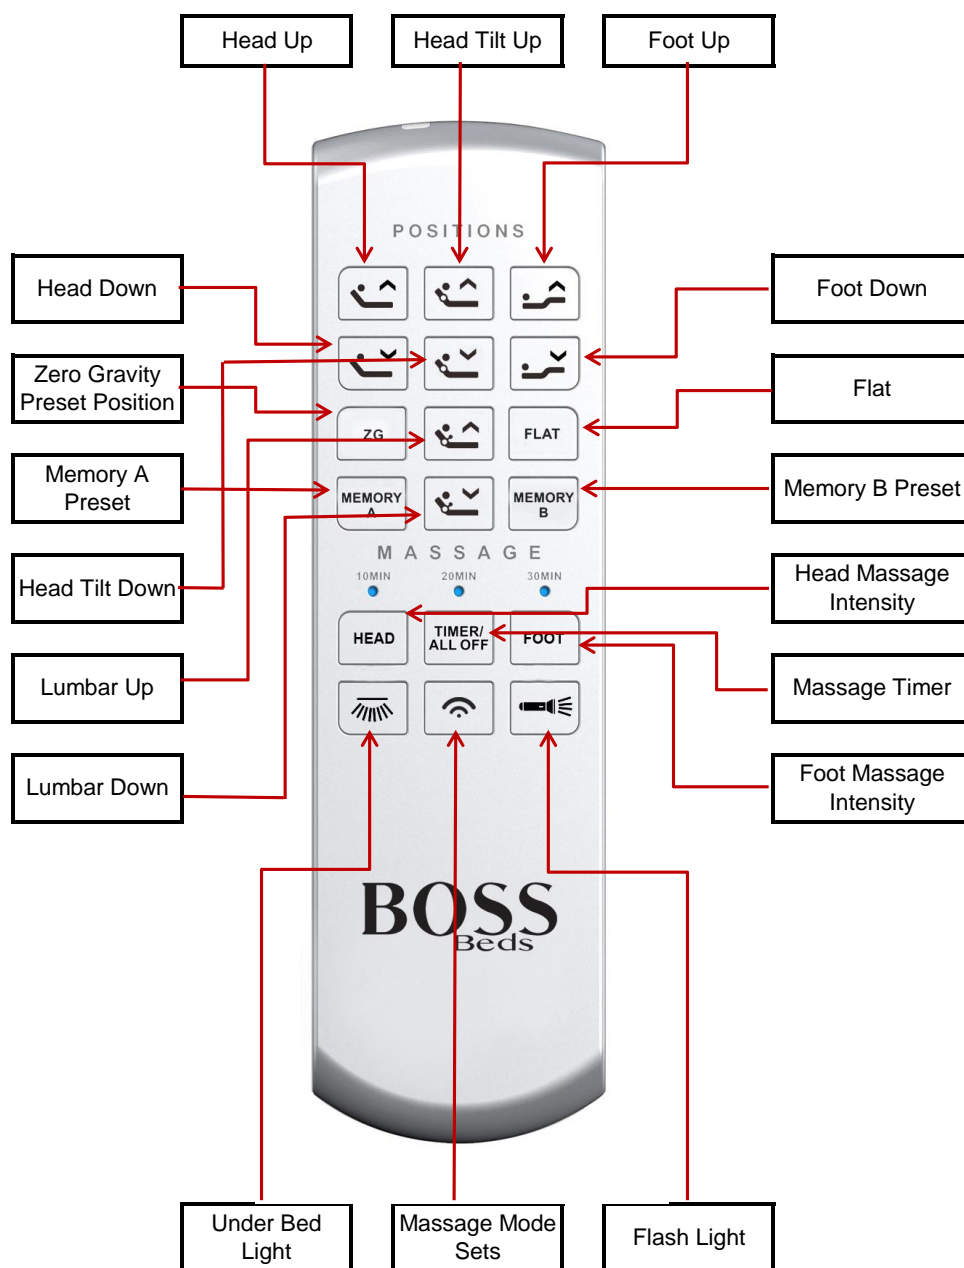 Head Up
Head Tilt Up
Foot Up
POSITIONS
Head Down
Foot Down
Zero Gravity
Preset Position
ZG
FLAT
Flat
Memory A
Preset
MEMORY
A
MEMORY
B
Memory B Preset
MASSAGE
10MIN
20MIN
30MIN
Head Tilt Down
Head Massage
Intensity
HEAD
TIMER/
ALL OFF
FOOT
Lumbar Up
Massage Timer
Lumbar Down
Foot Massage
Intensity
BOSS
Beds
Under Bed
Light
Massage Mode
Sets
Flash Light